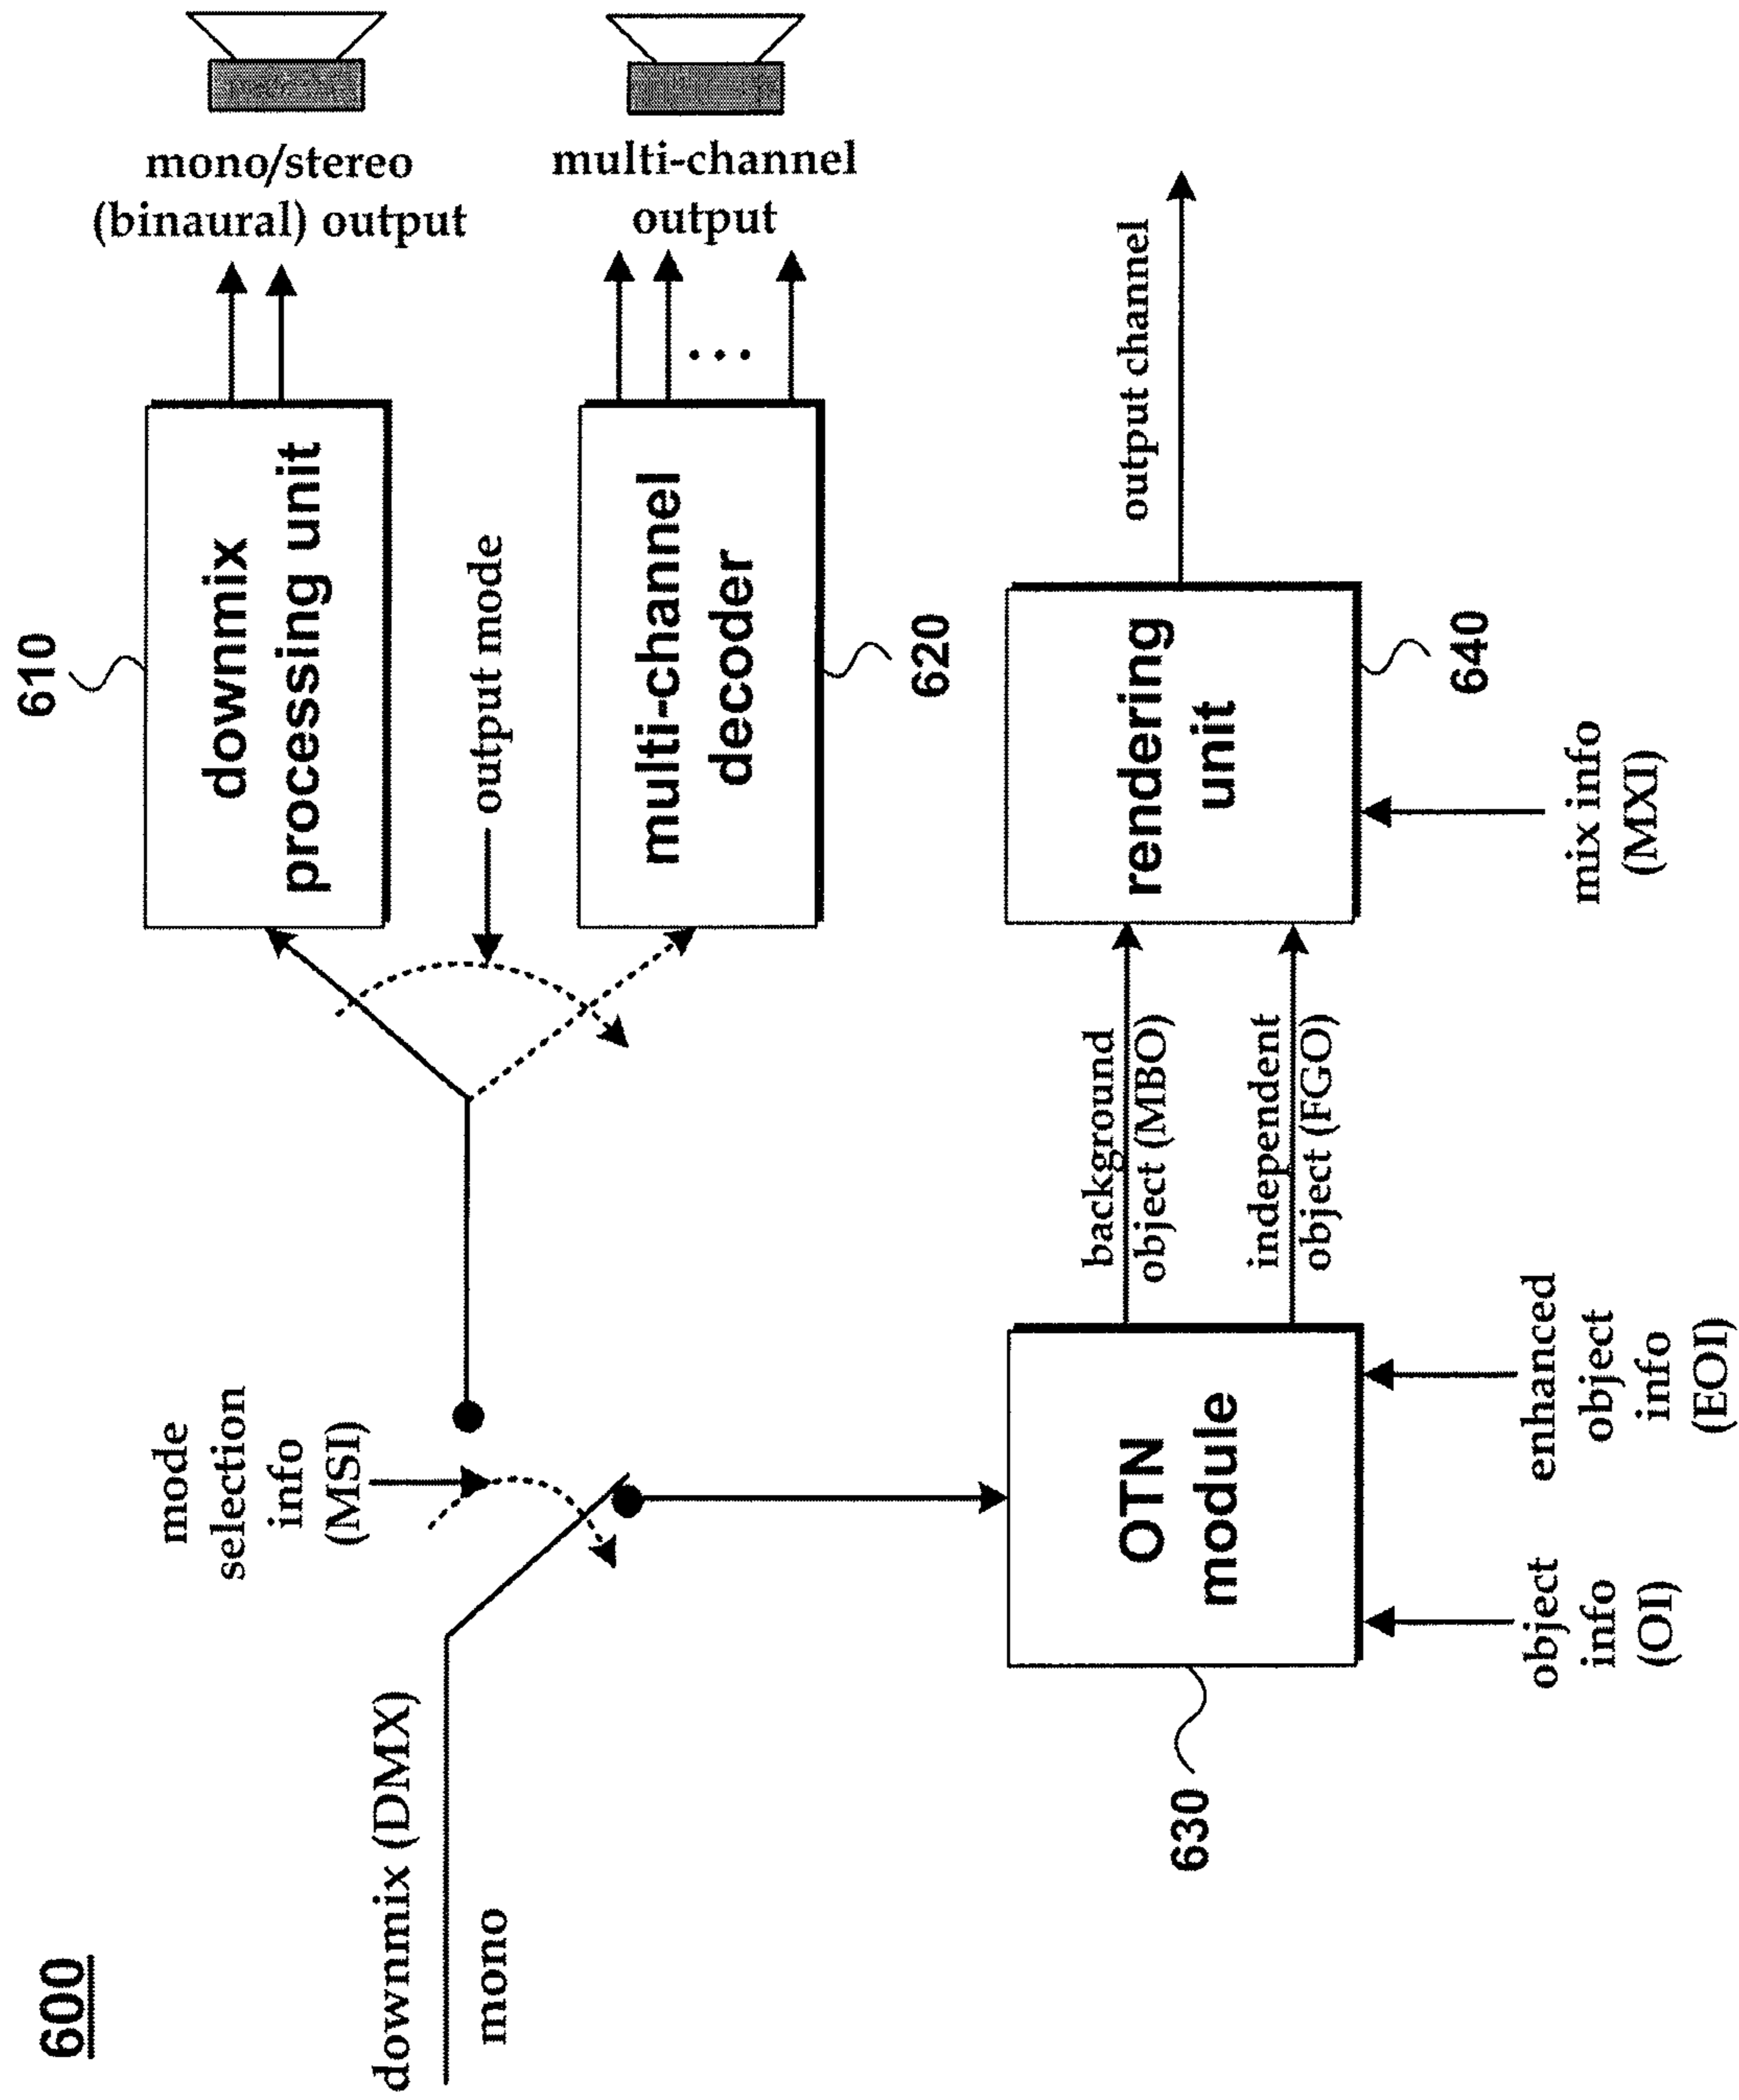 600
downmix (DMX)
mono
mode
selection
info
(MSI)
output mode
610
downmix
processing unit
mono/stereo
(binaural) output
multi-channel
decoder
620
multi-channel
output
...
OTN
module
630
object
info
(OI)
enhanced
object
info
(EOI)
background
object (MBO)
independent
object (FGO)
rendering
unit
640
mix info
(MXI)
output channel